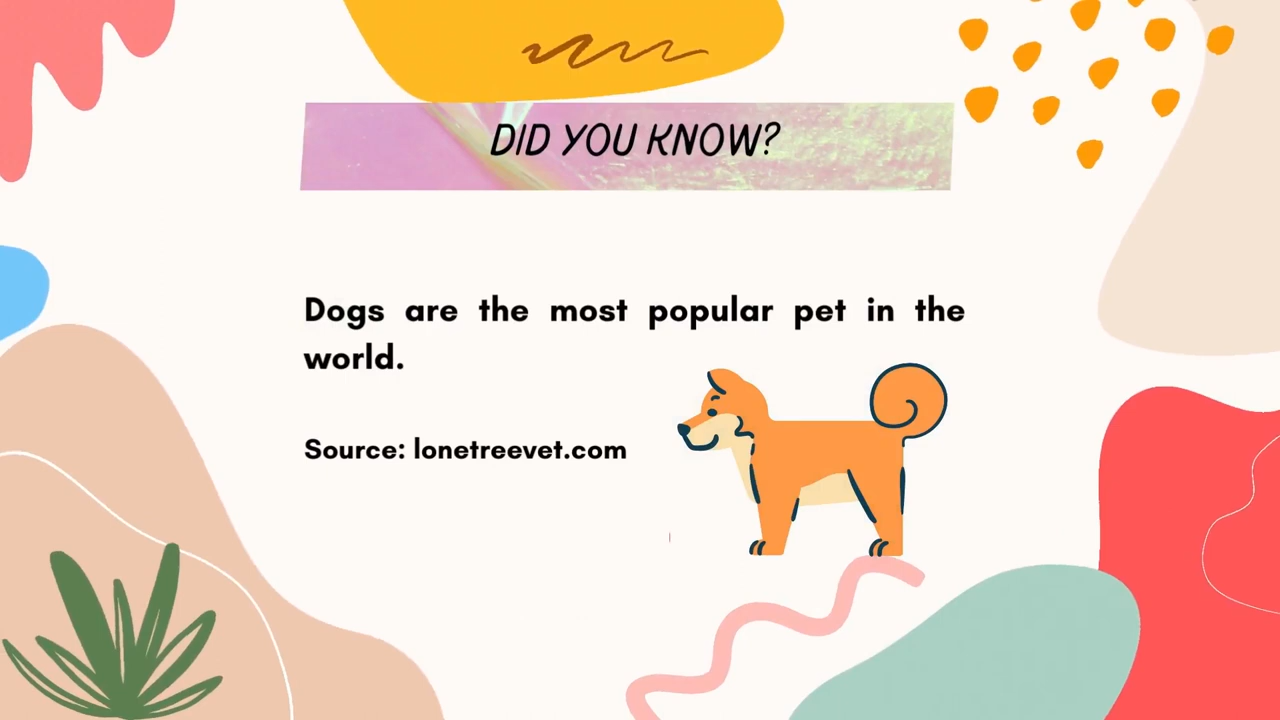 DID YOU KNOW?
Dogs are the most popular pet in the
world.
Source: lonetreevet.com